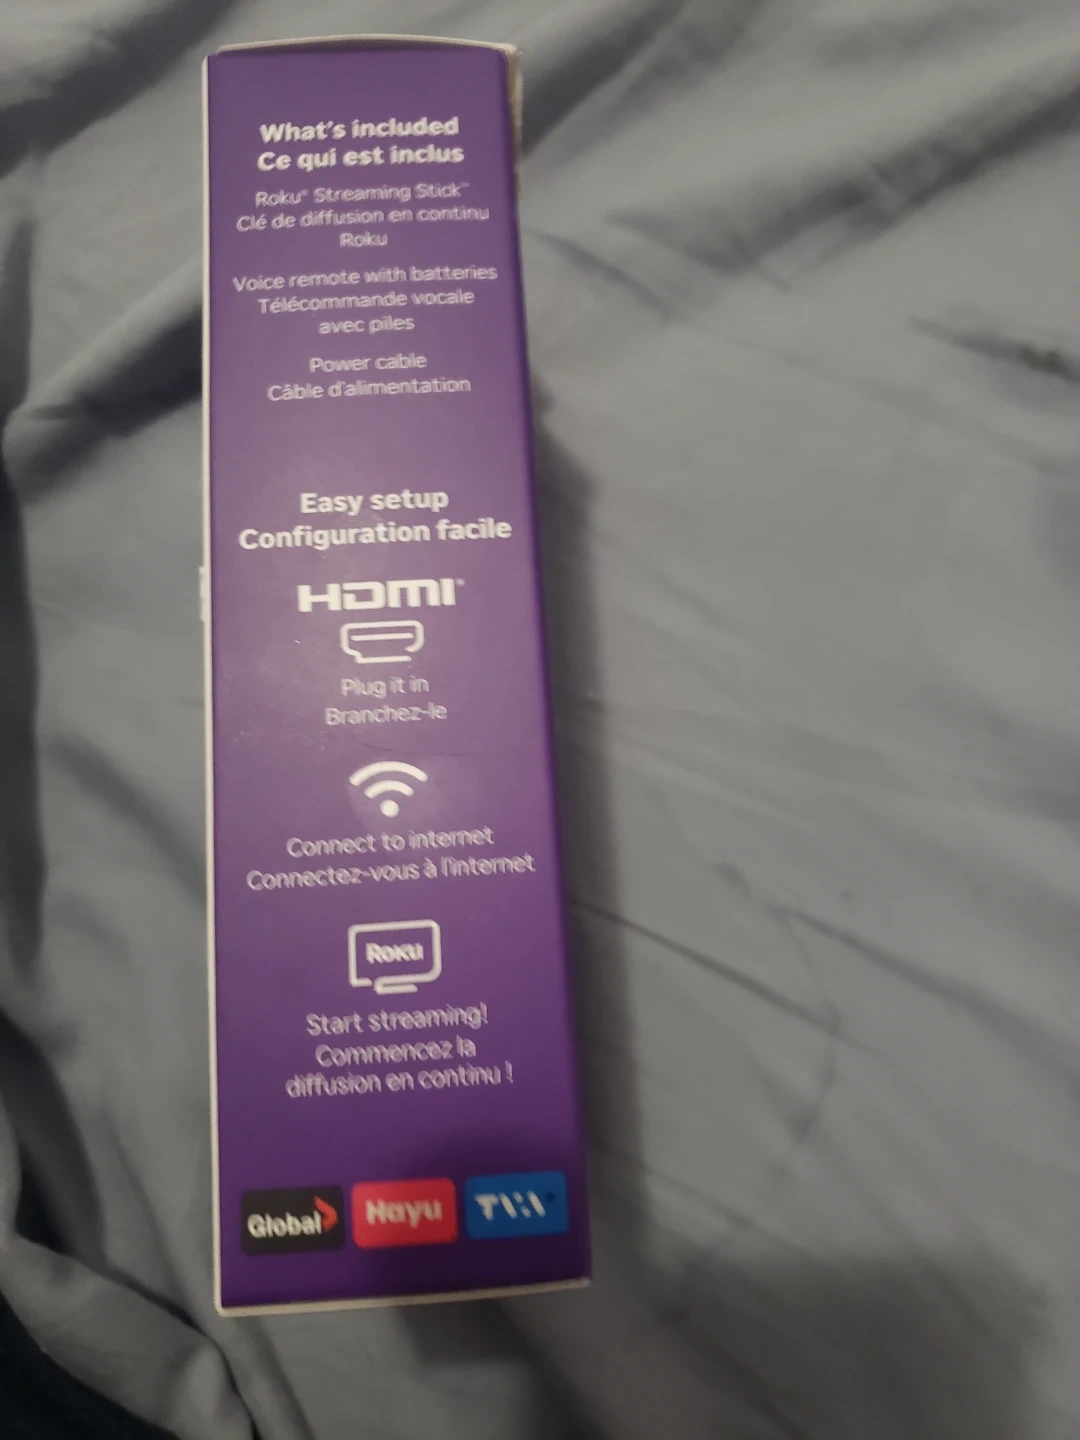 What's included
Ce qui est inclus
Roku® Streaming Stick™
Clé de diffusion en continu
Roku
Voice remote with batteries
Télécommande vocale
avec piles
Power cable
Câble d'alimentation
Easy setup
Configuration facile
HDMI®
Plug it in
Branchez-le
Connect to internet
Connectez-vous à l'internet
Roku
Start streaming!
Commencez la
diffusion en continu !
Global Hayu TVA